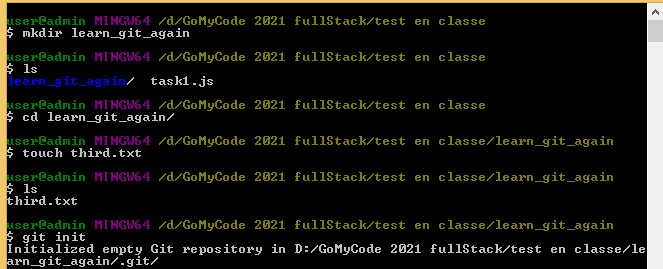 user@admin MINGW64 /d/GoMyCode 2021 fullStack/test en classe
$ mkdir learn_git_again
user@admin MINGW64 /d/GoMyCode 2021 fullStack/test en classe
$ ls
learn_git_again/  task1.js
user@admin MINGW64 /d/GoMyCode 2021 fullStack/test en classe
$ cd learn_git_again/
user@admin MINGW64 /d/GoMyCode 2021 fullStack/test en classe/learn_git_again
$ touch third.txt
user@admin MINGW64 /d/GoMyCode 2021 fullStack/test en classe/learn_git_again
$ ls
third.txt
user@admin MINGW64 /d/GoMyCode 2021 fullStack/test en classe/learn_git_again
$ git init
Initialized empty Git repository in D:/GoMyCode 2021 fullStack/test en classe/le
arn_git_again/.git/